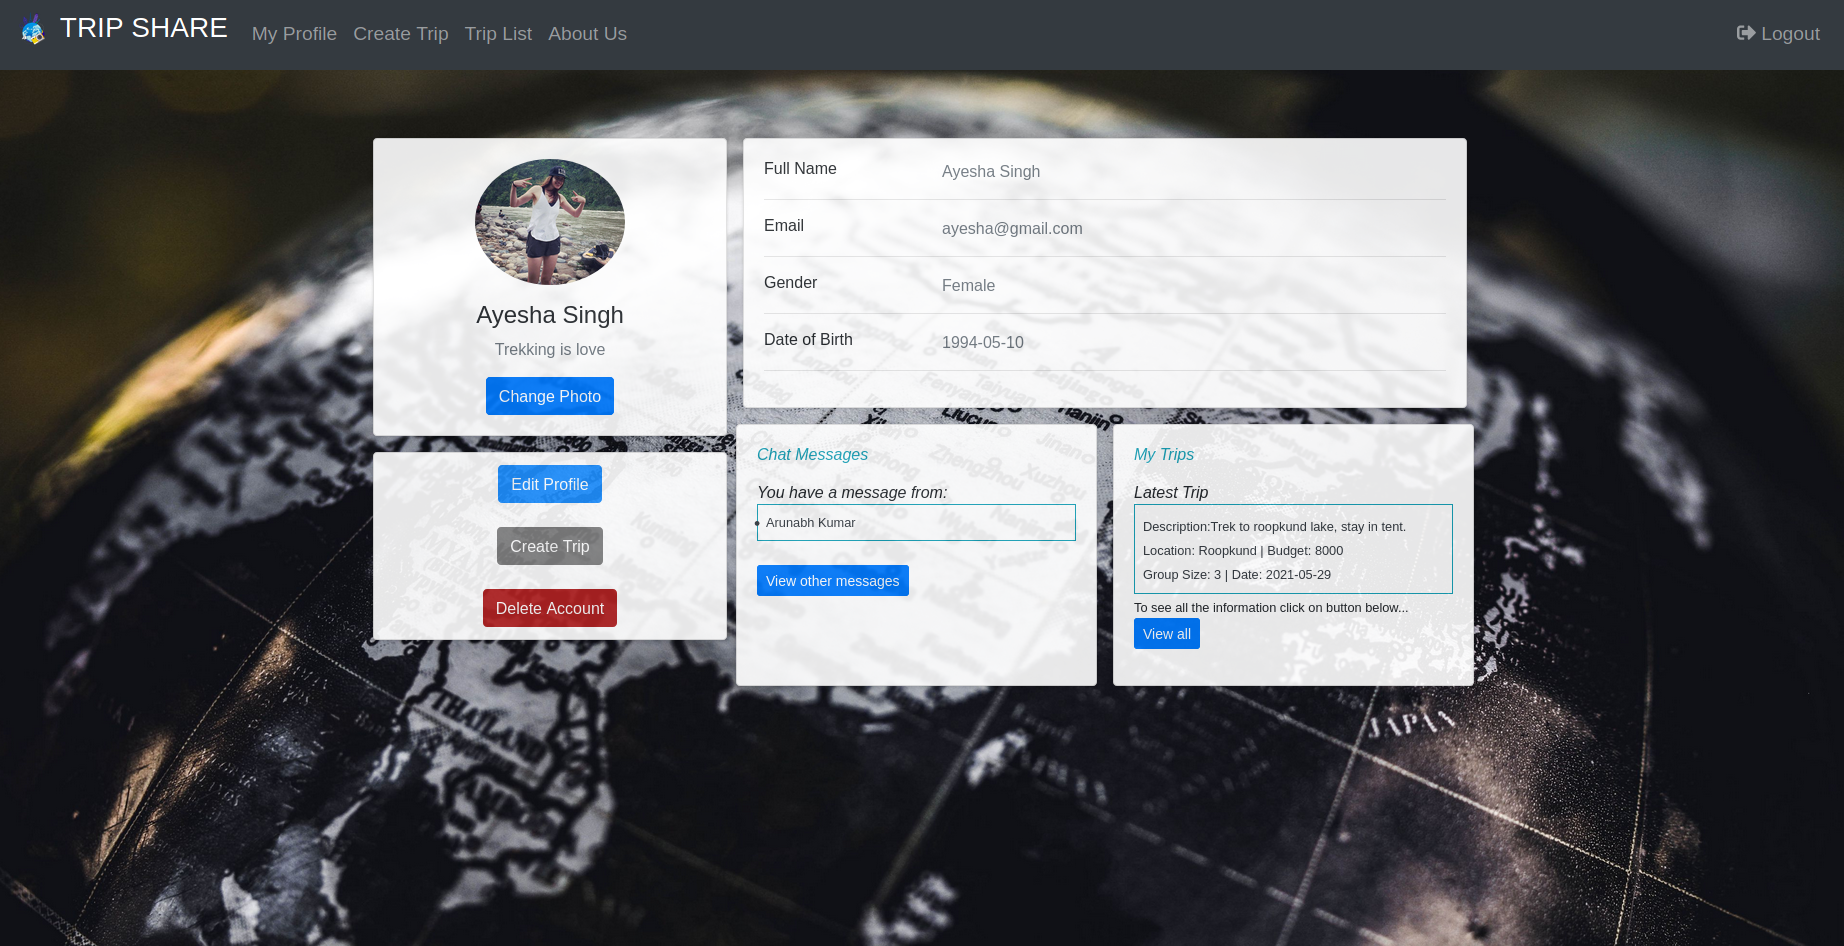 TRIP SHARE My Profile Create Trip Trip List About Us Logout
Ayesha Singh
Trekking is love
Change Photo
Edit Profile
Create Trip
Delete Account
Full Name Ayesha Singh
Email ayesha@gmail.com
Gender Female
Date of Birth 1994-05-10
Chat Messages
You have a message from:
Arunabh Kumar
View other messages
My Trips
Latest Trip
Description:Trek to roopkund lake, stay in tent.
Location: Roopkund | Budget: 8000
Group Size: 3 | Date: 2021-05-29
To see all the information click on button below...
View all
THAILAND
JAPAN